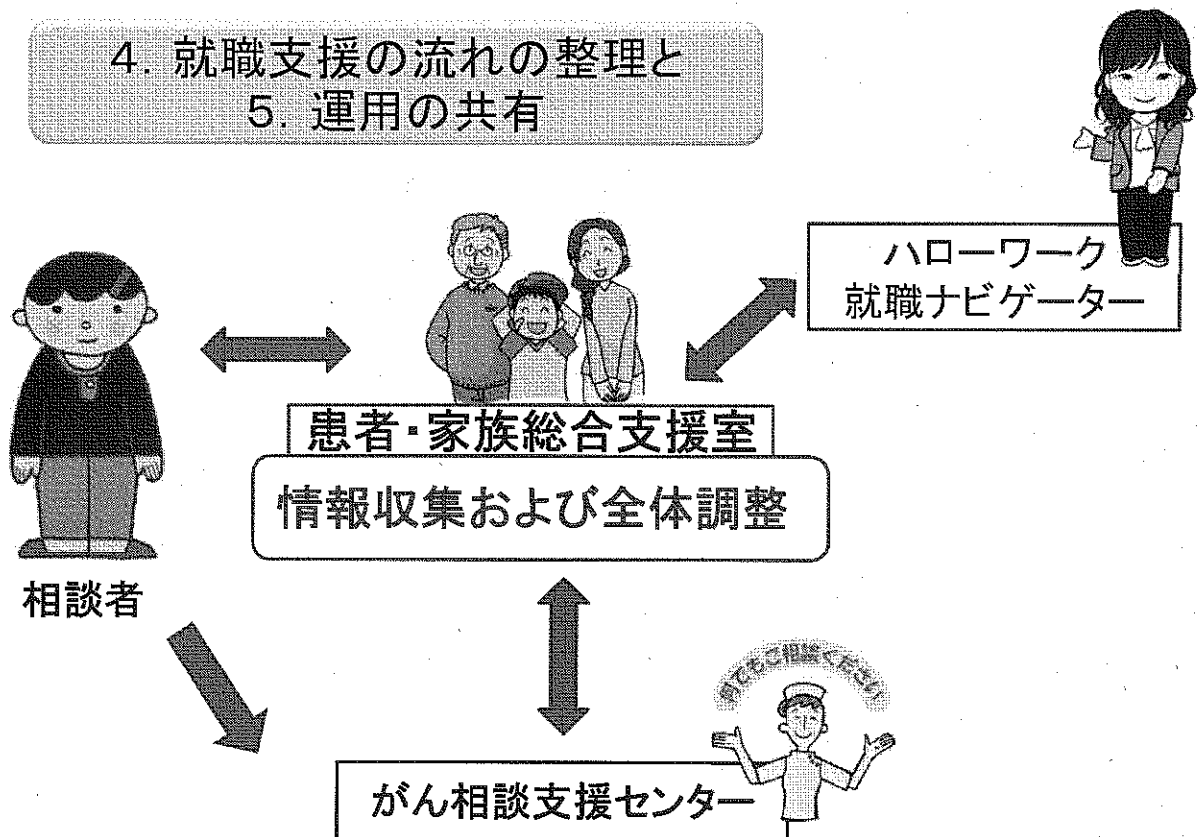 4. 就職支援の流れの整理と
5. 運用の共有
ハローワーク
就職ナビゲーター
患者・家族総合支援室
情報収集および全体調整
相談者
何でもご相談ください
がん相談支援センター